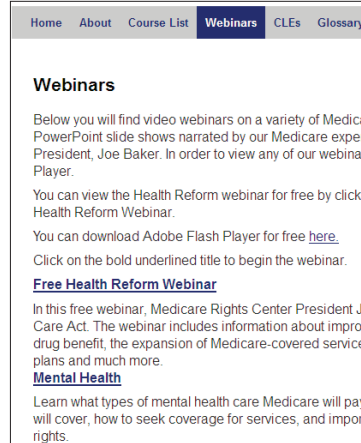 Home About Course List Webinars CLEs Glossary
Webinars
Below you will find video webinars on a variety of Medica
PowerPoint slide shows narrated by our Medicare expe
President, Joe Baker. In order to view any of our webina
Player.
You can view the Health Reform webinar for free by click
Health Reform Webinar.
You can download Adobe Flash Player for free here.
Click on the bold underlined title to begin the webinar.
Free Health Reform Webinar
In this free webinar, Medicare Rights Center President J
Care Act. The webinar includes information about impro
drug benefit, the expansion of Medicare-covered service
plans and much more.
Mental Health
Learn what types of mental health care Medicare will pay
will cover, how to seek coverage for services, and impor
rights.